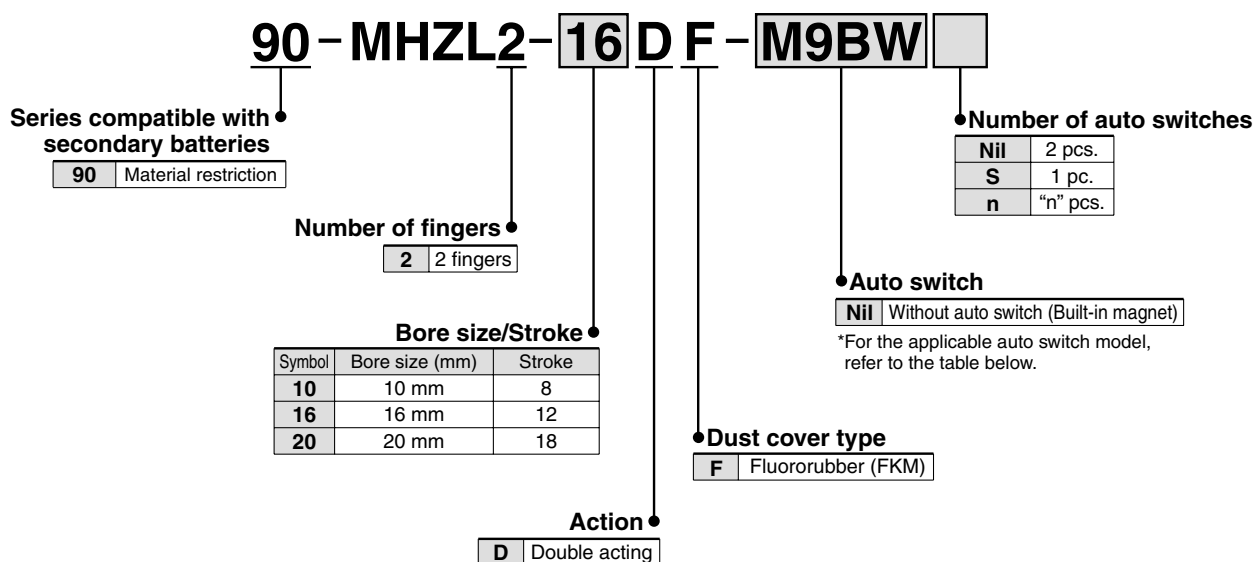 90-MHZL2-16DF-M9BW
Series compatible with
secondary batteries
90 Material restriction
Number of fingers
2 2 fingers
Bore size/Stroke
Symbol Bore size (mm) Stroke
10 10 mm 8
16 16 mm 12
20 20 mm 18
Action
D Double acting
Dust cover type
F Fluororubber (FKM)
Auto switch
Nil Without auto switch (Built-in magnet)
*For the applicable auto switch model,
refer to the table below.
Number of auto switches
Nil 2 pcs.
S 1 pc.
n “n” pcs.